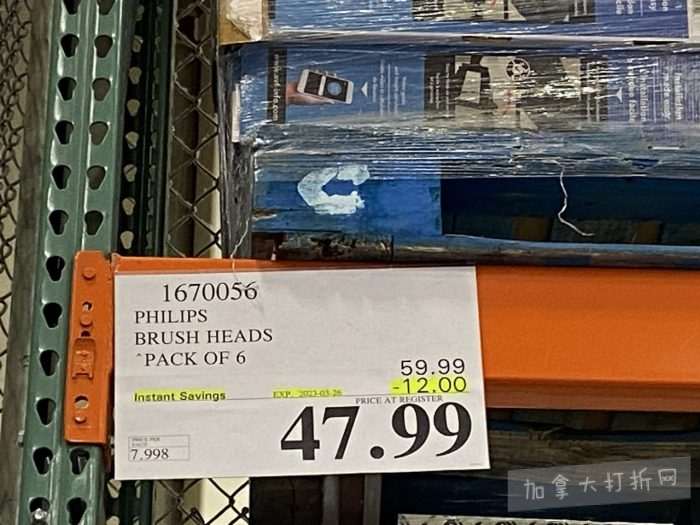 1670056
PHILIPS
BRUSH HEADS
^PACK OF 6
59.99
Instant Savings EXP. 2023-03-26 -12.00
PRICE AT REGISTER
47.99
7.998
加拿大打折网